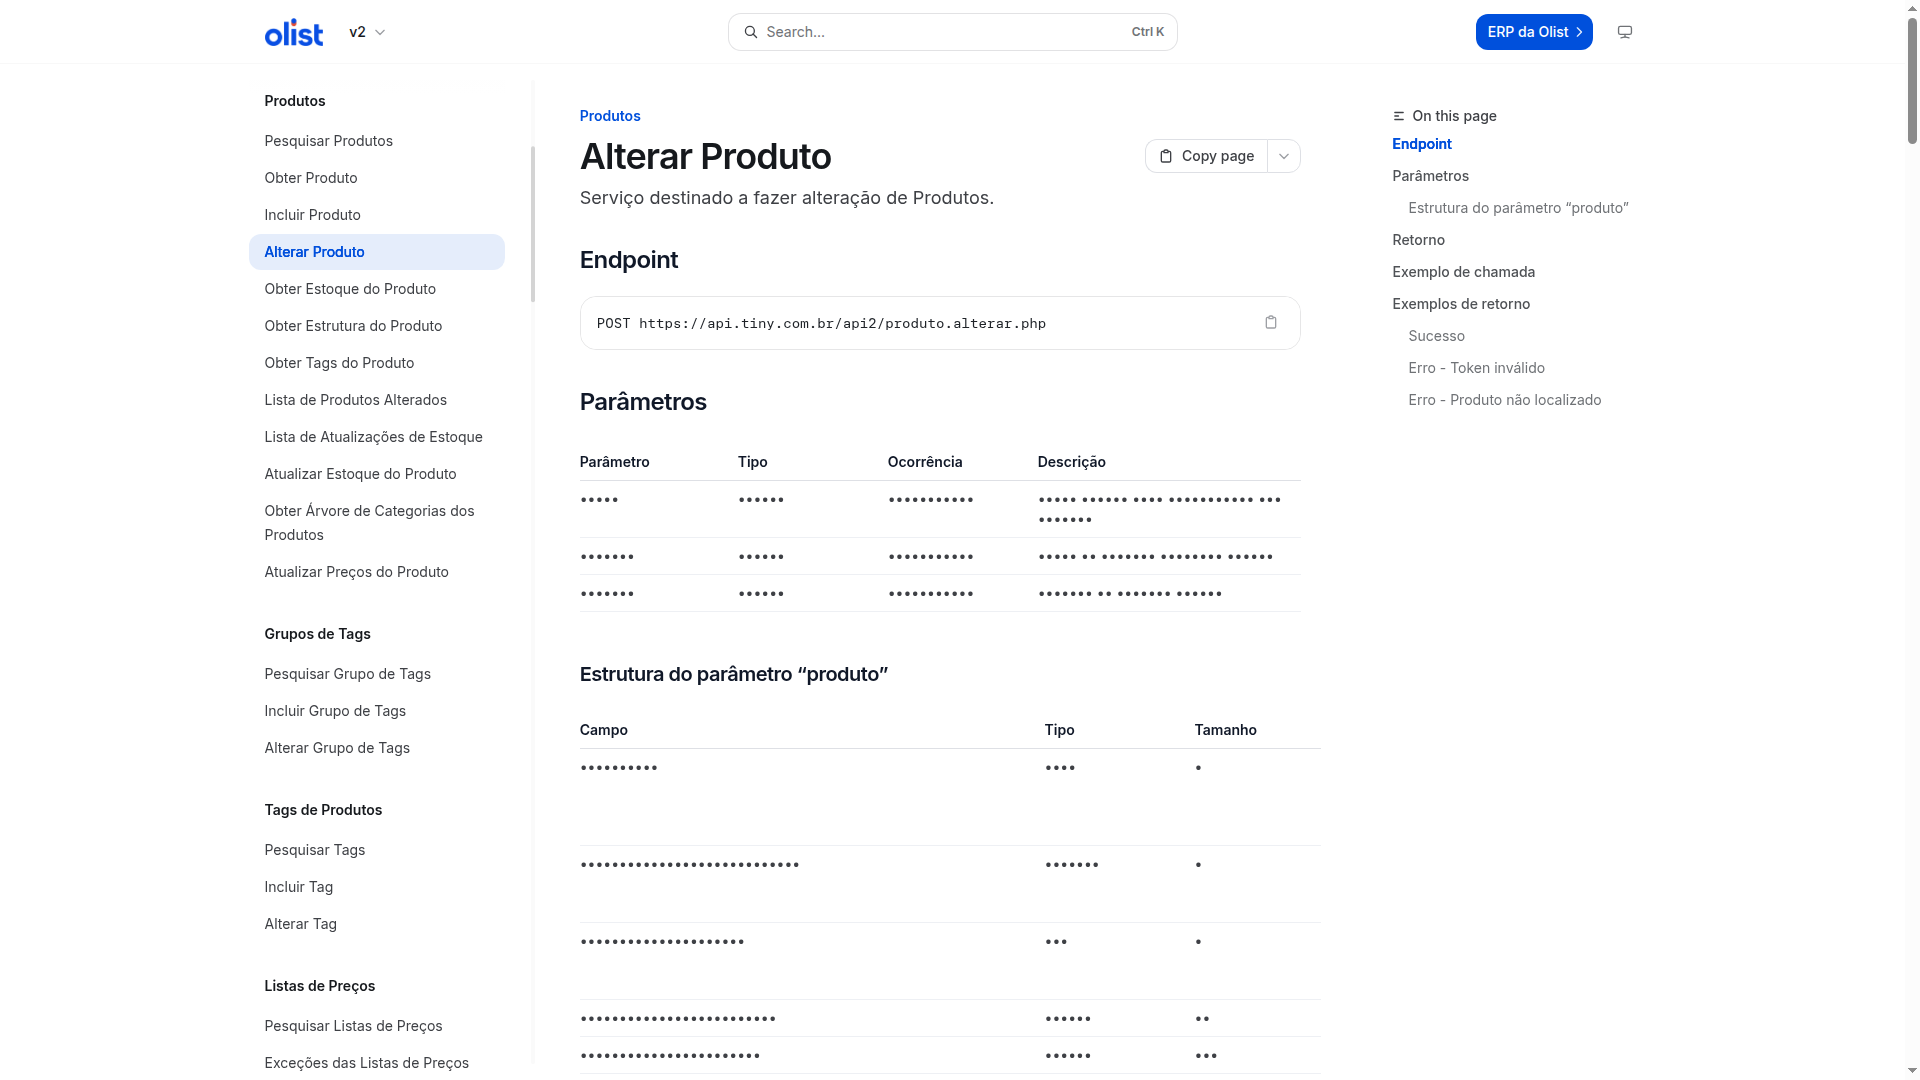 olist
v2
Search...
Ctrl K
ERP da Olist
Produtos
Pesquisar Produtos
Obter Produto
Incluir Produto
Alterar Produto
Obter Estoque do Produto
Obter Estrutura do Produto
Obter Tags do Produto
Lista de Produtos Alterados
Lista de Atualizações de Estoque
Atualizar Estoque do Produto
Obter Árvore de Categorias dos
Produtos
Atualizar Preços do Produto
Grupos de Tags
Pesquisar Grupo de Tags
Incluir Grupo de Tags
Alterar Grupo de Tags
Tags de Produtos
Pesquisar Tags
Incluir Tag
Alterar Tag
Listas de Preços
Pesquisar Listas de Preços
Exceções das Listas de Preços
Produtos
Alterar Produto
Copy page
Serviço destinado a fazer alteração de Produtos.
Endpoint
POST https://api.tiny.com.br/api2/produto.alterar.php
Parâmetros
Parâmetro Tipo Ocorrência Descrição
••••• •••••• ••••••••••• ••••• •••••• •••• ••••••••••• •••
•••••••
••••••• •••••• ••••••••••• ••••• •• ••••••• •••••••• ••••••
••••••• •••••• ••••••••••• ••••••• •• ••••••• ••••••
Estrutura do parâmetro “produto”
Campo Tipo Tamanho
•••••••••• •••• •
•••••••••••••••••••••••••••• ••••••• •
••••••••••••••••••••• ••• •
••••••••••••••••••••••••• •••••• ••
••••••••••••••••••••••• •••••• •••
On this page
Endpoint
Parâmetros
Estrutura do parâmetro “produto”
Retorno
Exemplo de chamada
Exemplos de retorno
Sucesso
Erro - Token inválido
Erro - Produto não localizado